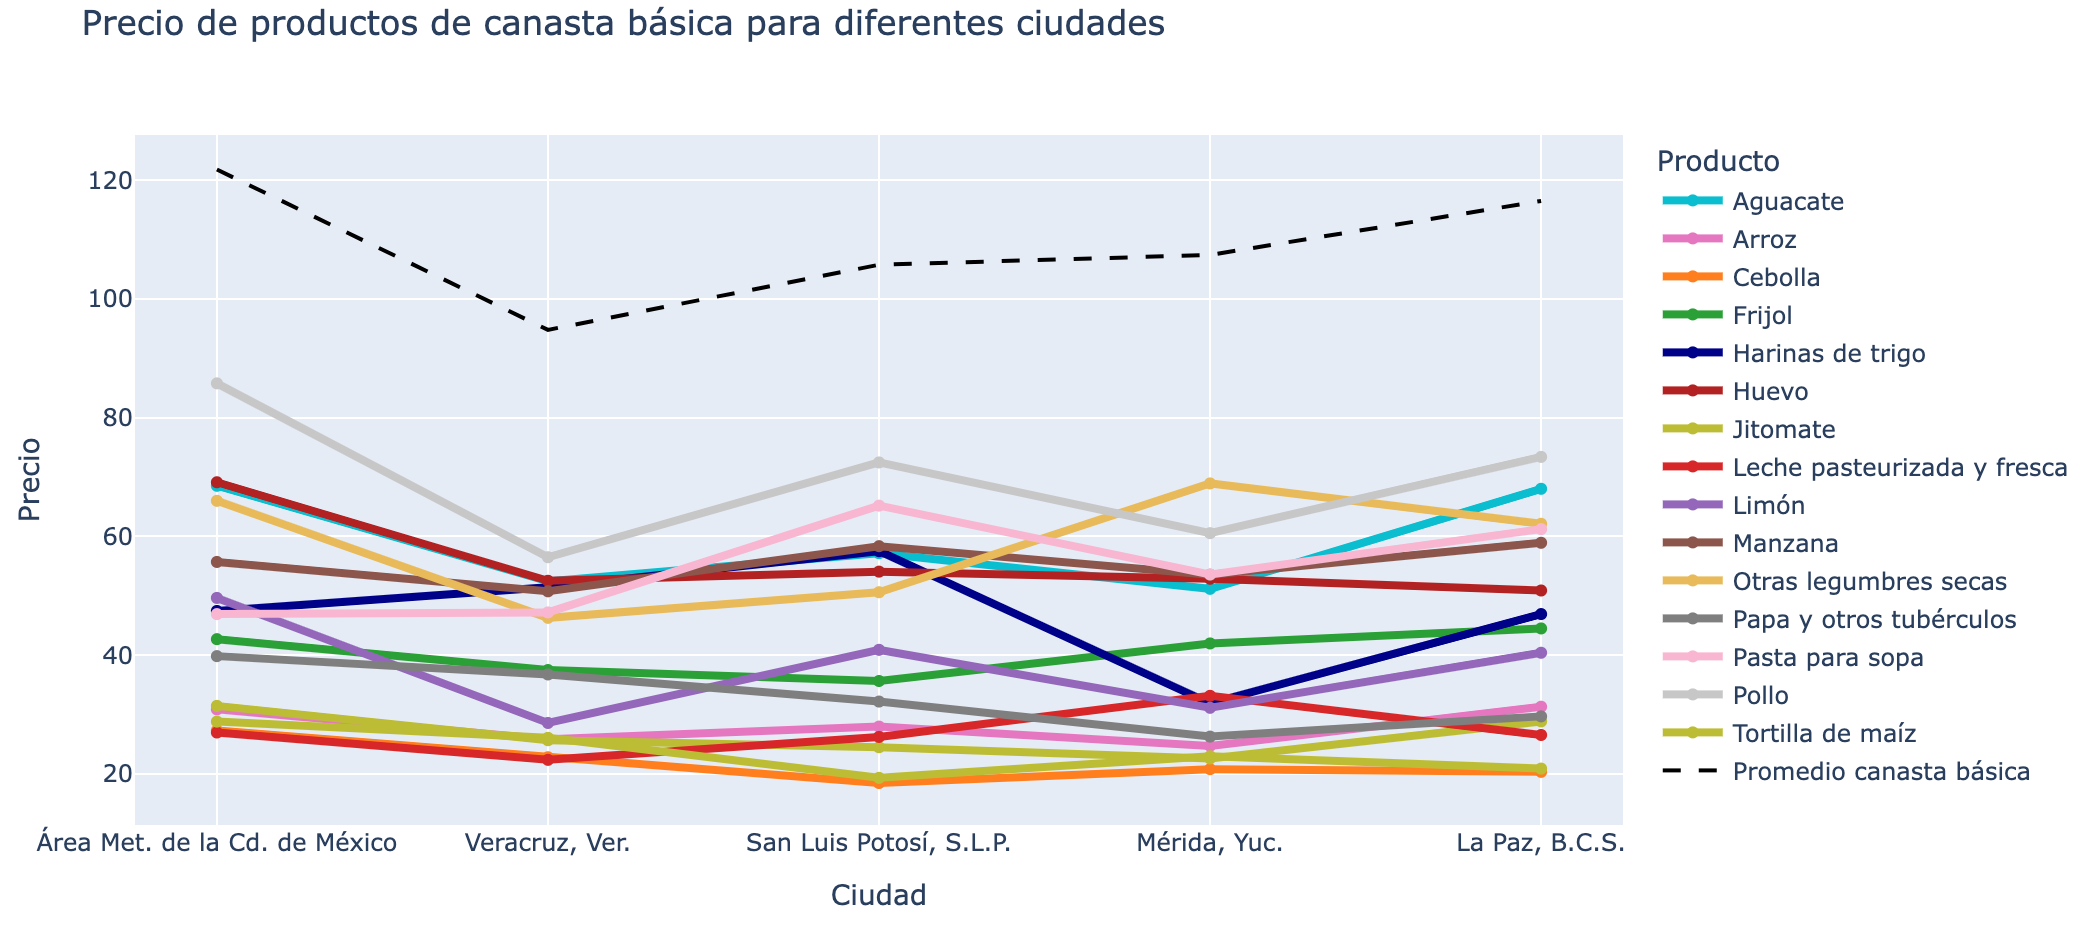 Precio de productos de canasta básica para diferentes ciudades
120
100
80
60
40
20
Precio
Área Met. de la Cd. de México
Veracruz, Ver.
San Luis Potosí, S.L.P.
Mérida, Yuc.
La Paz, B.C.S.
Ciudad
Producto
Aguacate
Arroz
Cebolla
Frijol
Harinas de trigo
Huevo
Jitomate
Leche pasteurizada y fresca
Limón
Manzana
Otras legumbres secas
Papa y otros tubérculos
Pasta para sopa
Pollo
Tortilla de maíz
Promedio canasta básica